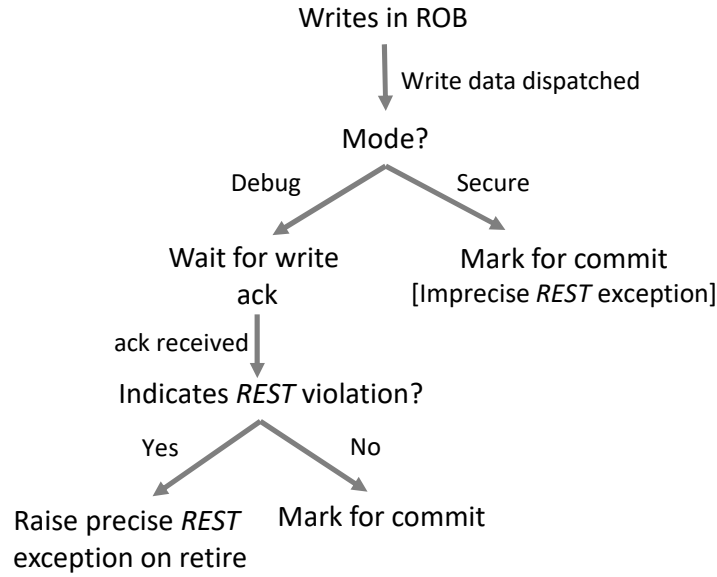 Writes in ROB
Write data dispatched
Mode?
Debug
Secure
Wait for write
ack
Mark for commit
[Imprecise REST exception]
ack received
Indicates REST violation?
Yes
No
Raise precise REST
exception on retire
Mark for commit